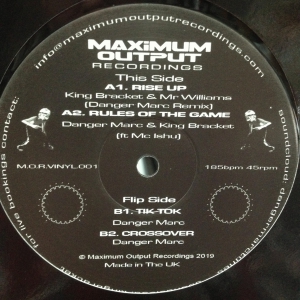 info@maximumoutputrecordings.com
MAXIMUM
OUTPUT
RECORDINGS
This Side
A1. RISE UP
King Bracket & Mr Williams
(Danger Marc Remix)
A2. RULES OF THE GAME
Danger Marc & King Bracket
(ft Mc Ishu)
M.O.R.VINYL.001
195bpm 45rpm
Flip Side
B1. TIK-TOK
Danger Marc
B2. CROSSOVER
Danger Marc
© Maximum Output Recordings 2019
Made in The UK
for live bookings contact:
soundcloud